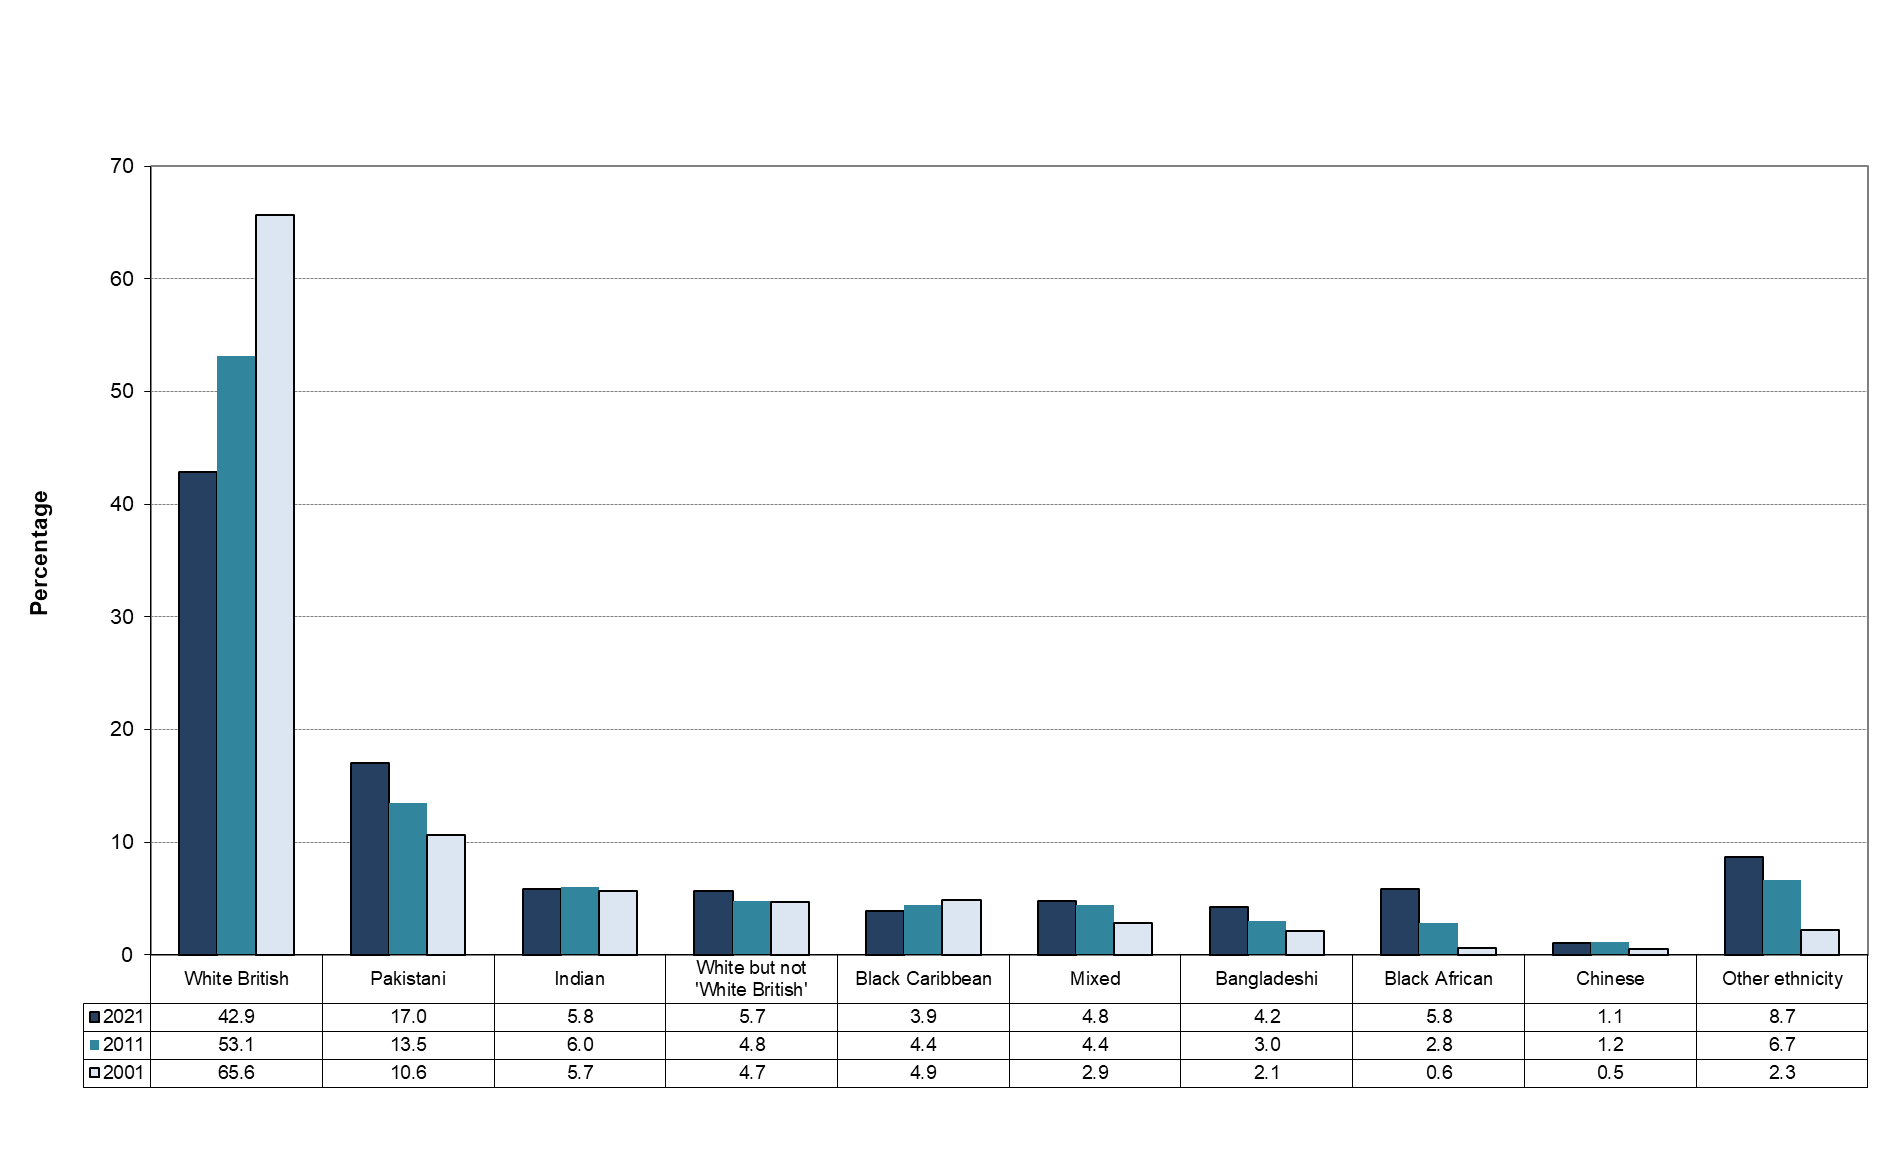 70
60
50
40
30
20
10
0
Percentage
White British Pakistani Indian White but not 'White British' Black Caribbean Mixed Bangladeshi Black African Chinese Other ethnicity
2021 42.9 17.0 5.8 5.7 3.9 4.8 4.2 5.8 1.1 8.7
2011 53.1 13.5 6.0 4.8 4.4 4.4 3.0 2.8 1.2 6.7
2001 65.6 10.6 5.7 4.7 4.9 2.9 2.1 0.6 0.5 2.3